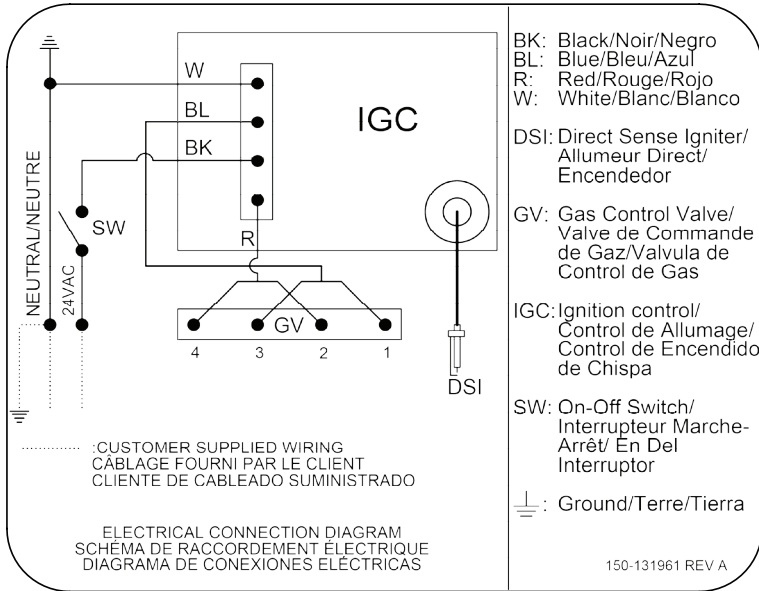 W
BL
BK
IGC
NEUTRAL/NEUTRE
24VAC
SW
R
GV
4 3 2 1
DSI
:CUSTOMER SUPPLIED WIRING
CÂBLAGE FOURNI PAR LE CLIENT
CLIENTE DE CABLEADO SUMINISTRADO
ELECTRICAL CONNECTION DIAGRAM
SCHÉMA DE RACCORDEMENT ÉLECTRIQUE
DIAGRAMA DE CONEXIONES ELÉCTRICAS
BK: Black/Noir/Negro
BL: Blue/Bleu/Azul
R: Red/Rouge/Rojo
W: White/Blanc/Blanco
DSI: Direct Sense Igniter/
Allumeur Direct/
Encendedor
GV: Gas Control Valve/
Valve de Commande
de Gaz/Valvula de
Control de Gas
IGC: Ignition control/
Control de Allumage/
Control de Encendido
de Chispa
SW: On-Off Switch/
Interrupteur Marche-
Arrêt/ En Del
Interruptor
: Ground/Terre/Tierra
150-131961 REV A